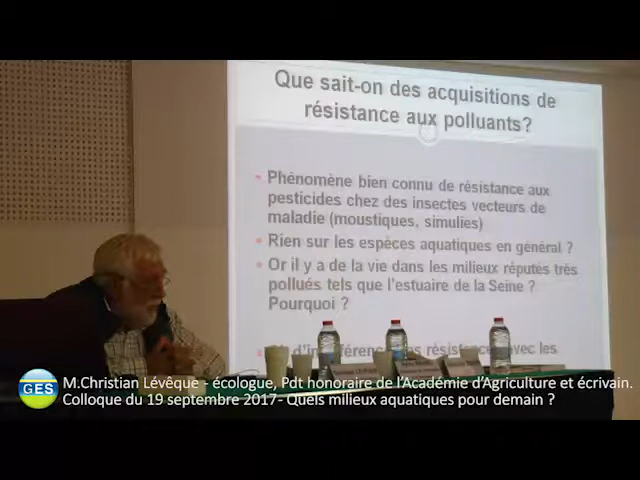 Que sait-on des acquisitions de
résistance aux polluants?
• Phénomène bien connu de résistance aux
pesticides chez des insectes vecteurs de
maladie (moustiques, simulies)
• Rien sur les espèces aquatiques en général ?
• Or il y a de la vie dans les milieux réputés très
pollués tels que l'estuaire de la Seine ?
Pourquoi ?
résistances avec les
GES
M.Christian Lévêque - écologue, Pdt honoraire de l'Académie d'Agriculture et écrivain.
Colloque du 19 septembre 2017- Quels milieux aquatiques pour demain ?